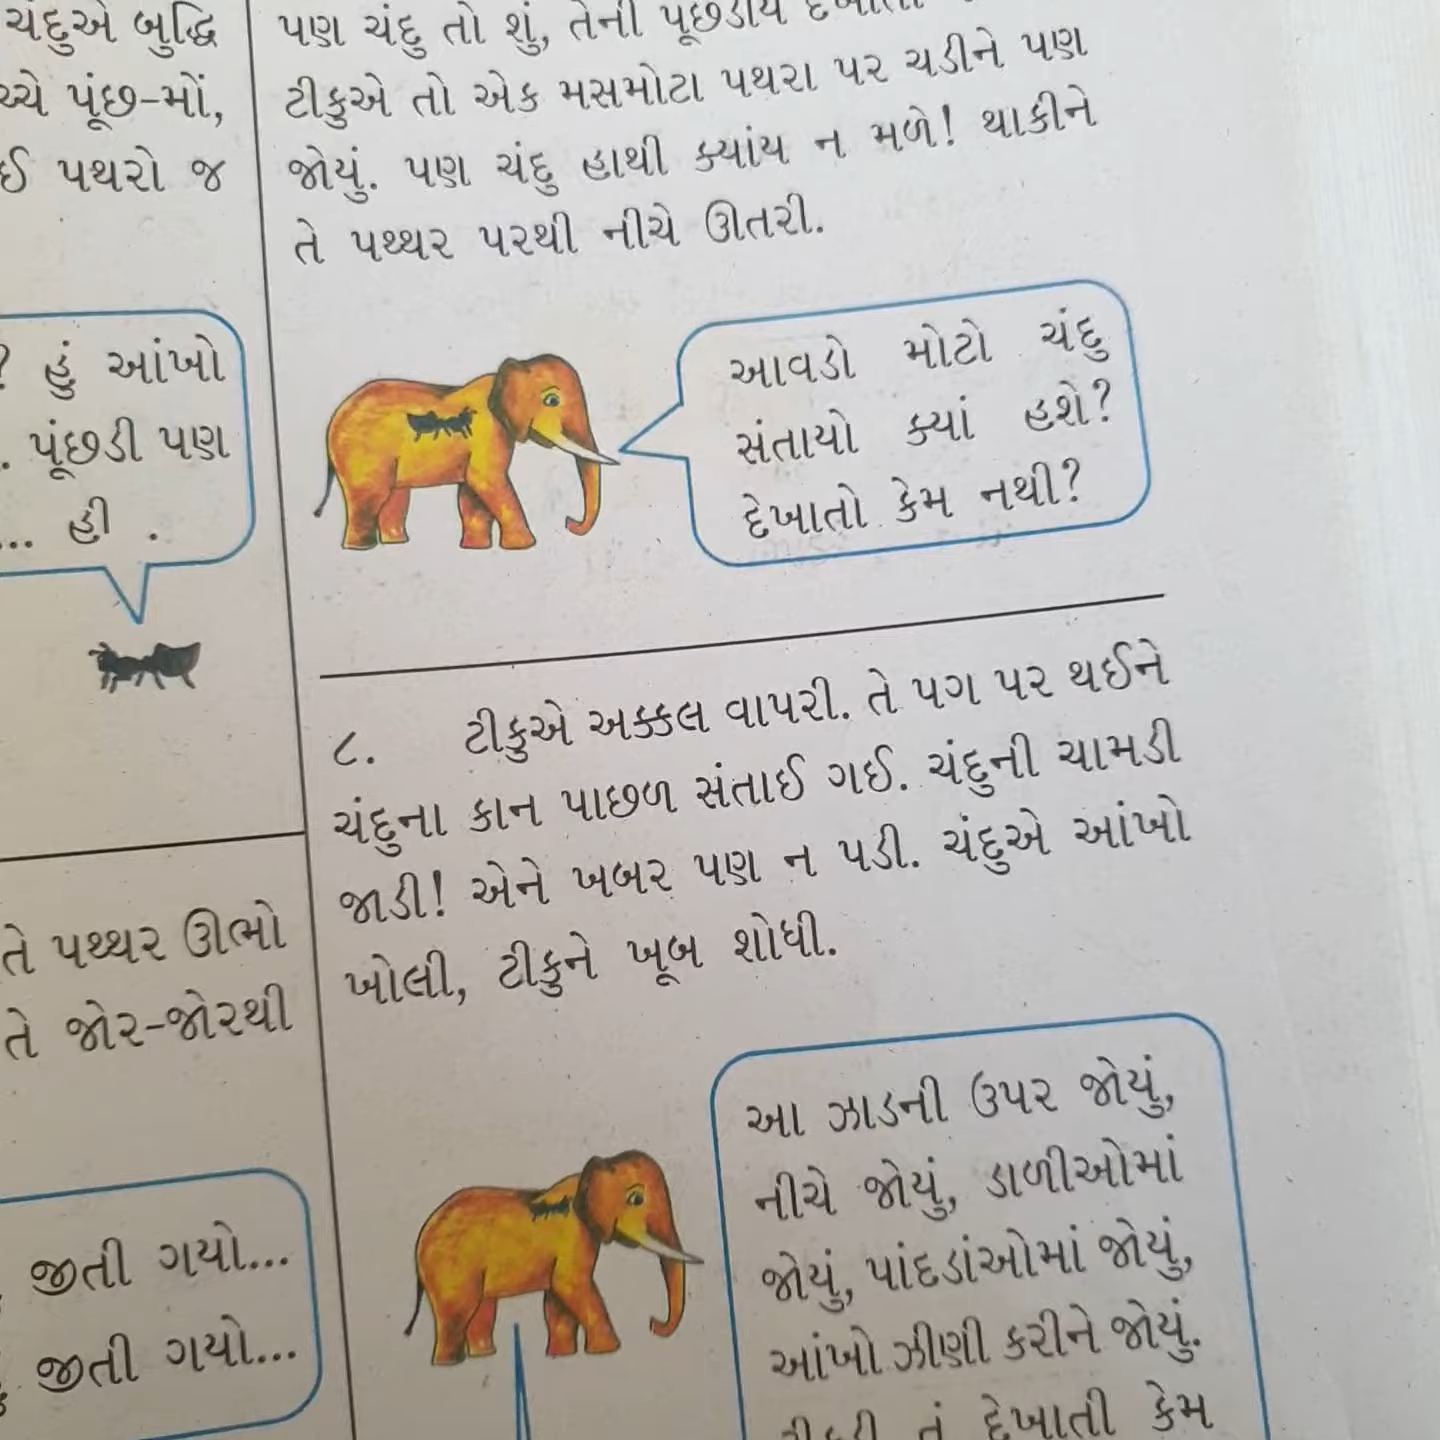 ચંદુએ બુદ્ધિ
પૂંછ-મોં,
પથરો જ
? હું આંખો
. પૂંછડી પણ
... હી .
તે પથ્થર ઊભો
તે જોર-જોરથી
જીતી ગયો...
જીતી ગયો...
પણ ચંદુ તો શું, તેની પૂછડીય
ટીકુએ તો એક મસમોટા પથરા પર ચડીને પણ
જોયું. પણ ચંદુ હાથી ક્યાંય ન મળે! થાકીને
તે પથ્થર પરથી નીચે ઊતરી.
આવડો મોટો ચંદુ
સંતાયો ક્યાં હશે?
દેખાતો કેમ નથી?
૮. ટીકુએ અક્કલ વાપરી. તે પગ પર થઈને
ચંદુના કાન પાછળ સંતાઈ ગઈ. ચંદુની ચામડી
જાડી! એને ખબર પણ ન પડી. ચંદુએ આંખો
ખોલી, ટીકુને ખૂબ શોધી.
આ ઝાડની ઉપર જોયું,
નીચે જોયું, ડાળીઓમાં
જોયું, પાંદડાંઓમાં જોયું,
આંખો ઝીણી કરીને જોયું.
દેખાતી કેમ